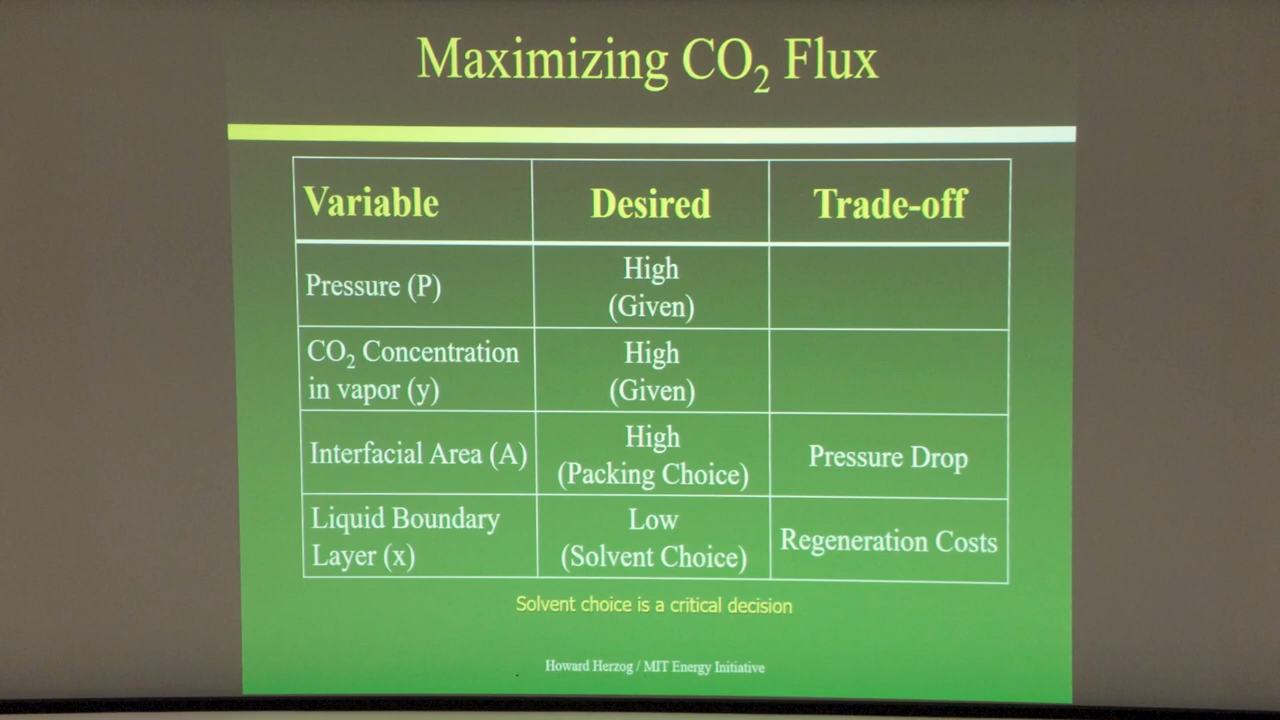 Maximizing CO₂ Flux
Variable
Desired
Trade-off
Pressure (P)
High
(Given)
CO₂ Concentration
in vapor (y)
High
(Given)
Interfacial Area (A)
High
(Packing Choice)
Pressure Drop
Liquid Boundary
Layer (x)
Low
(Solvent Choice)
Regeneration Costs
Solvent choice is a critical decision
Howard Herzog / MIT Energy Initiative